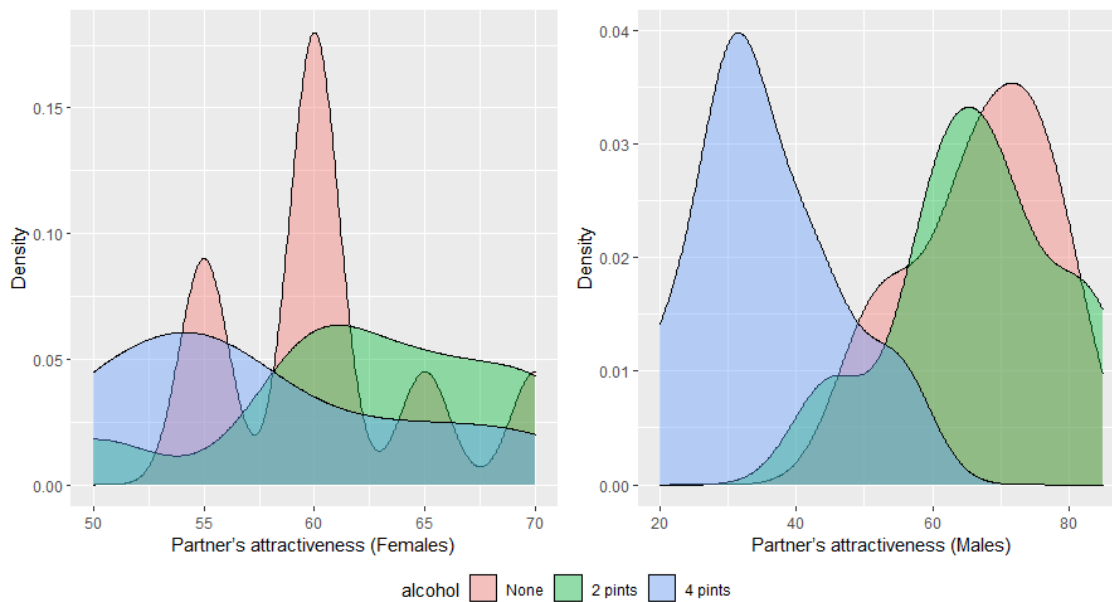 0.15
0.10
0.05
0.00
Density
50 55 60 65 70
Partner's attractiveness (Females)
0.04
0.03
0.02
0.01
0.00
Density
20 40 60 80
Partner's attractiveness (Males)
alcohol None 2 pints 4 pints